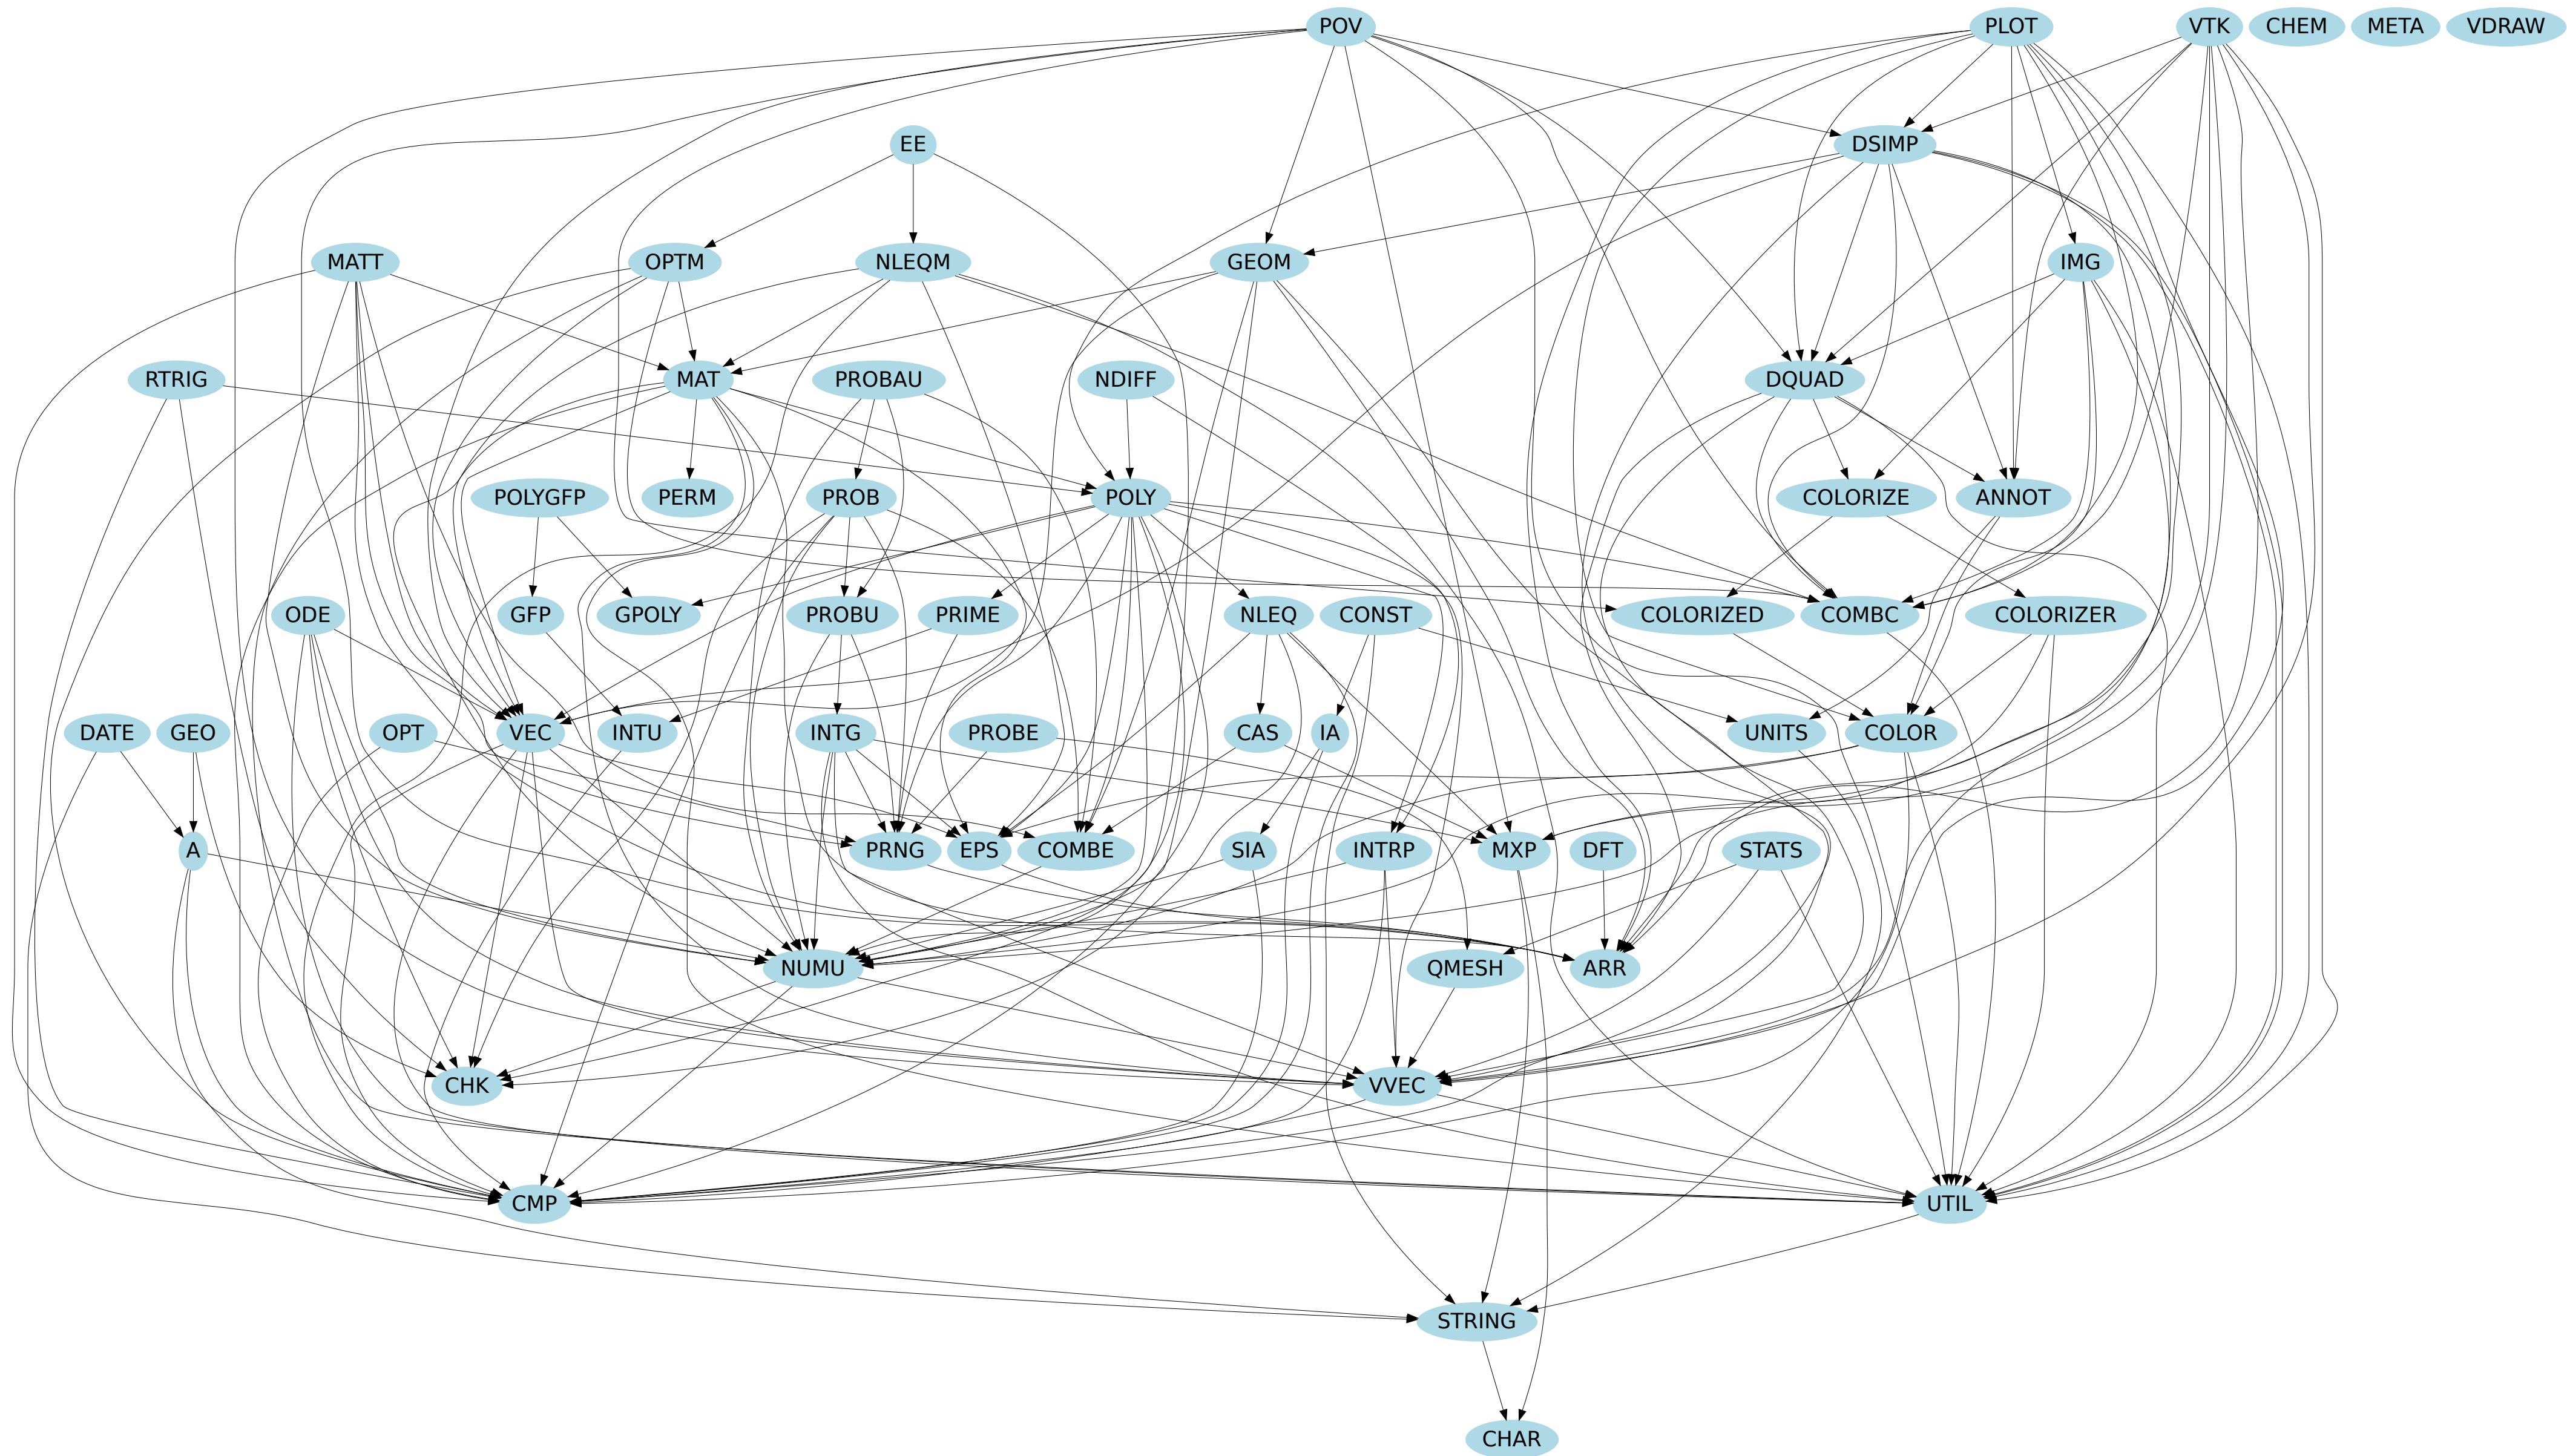 POV PLOT VTK CHEM META VDRAW
EE DSIMP
MATT OPTM NLEQM GEOM IMG
RTRIG MAT PROBAU NDIFF DQUAD
POLYGFP PERM PROB POLY COLORIZE ANNOT
ODE GFP GPOLY PROBU PRIME NLEQ CONST COLORIZED COMBC COLORIZER
DATE GEO OPT VEC INTU INTG PROBE CAS IA UNITS COLOR
A PRNG EPS COMBE SIA INTRP MXP DFT STATS
NUMU QMESH ARR
CHK VVEC
CMP UTIL
STRING
CHAR